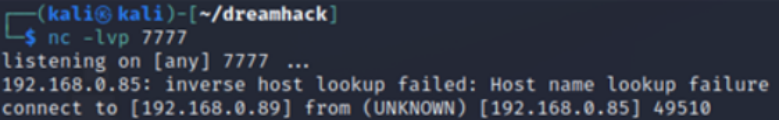 ┌──(kali㉿kali)-[~/dreamhack]
└─$ nc -lvp 7777
listening on [any] 7777 ...
192.168.0.85: inverse host lookup failed: Host name lookup failure
connect to [192.168.0.89] from (UNKNOWN) [192.168.0.85] 49510